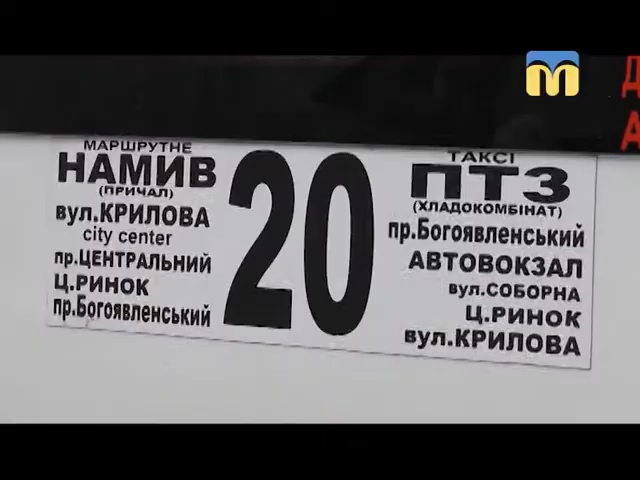 МАРШРУТНЕ
НАМИВ
(ПРИЧАЛ)
вул.КРИЛОВА
city center
пр.ЦЕНТРАЛЬНИЙ
Ц.РИНОК
пр.Богоявленський
20
ТАКСІ
ПТЗ
(ХЛАДОКОМБІНАТ)
пр.Богоявленський
АВТОВОКЗАЛ
вул.СОБОРНА
Ц.РИНОК
вул.КРИЛОВА